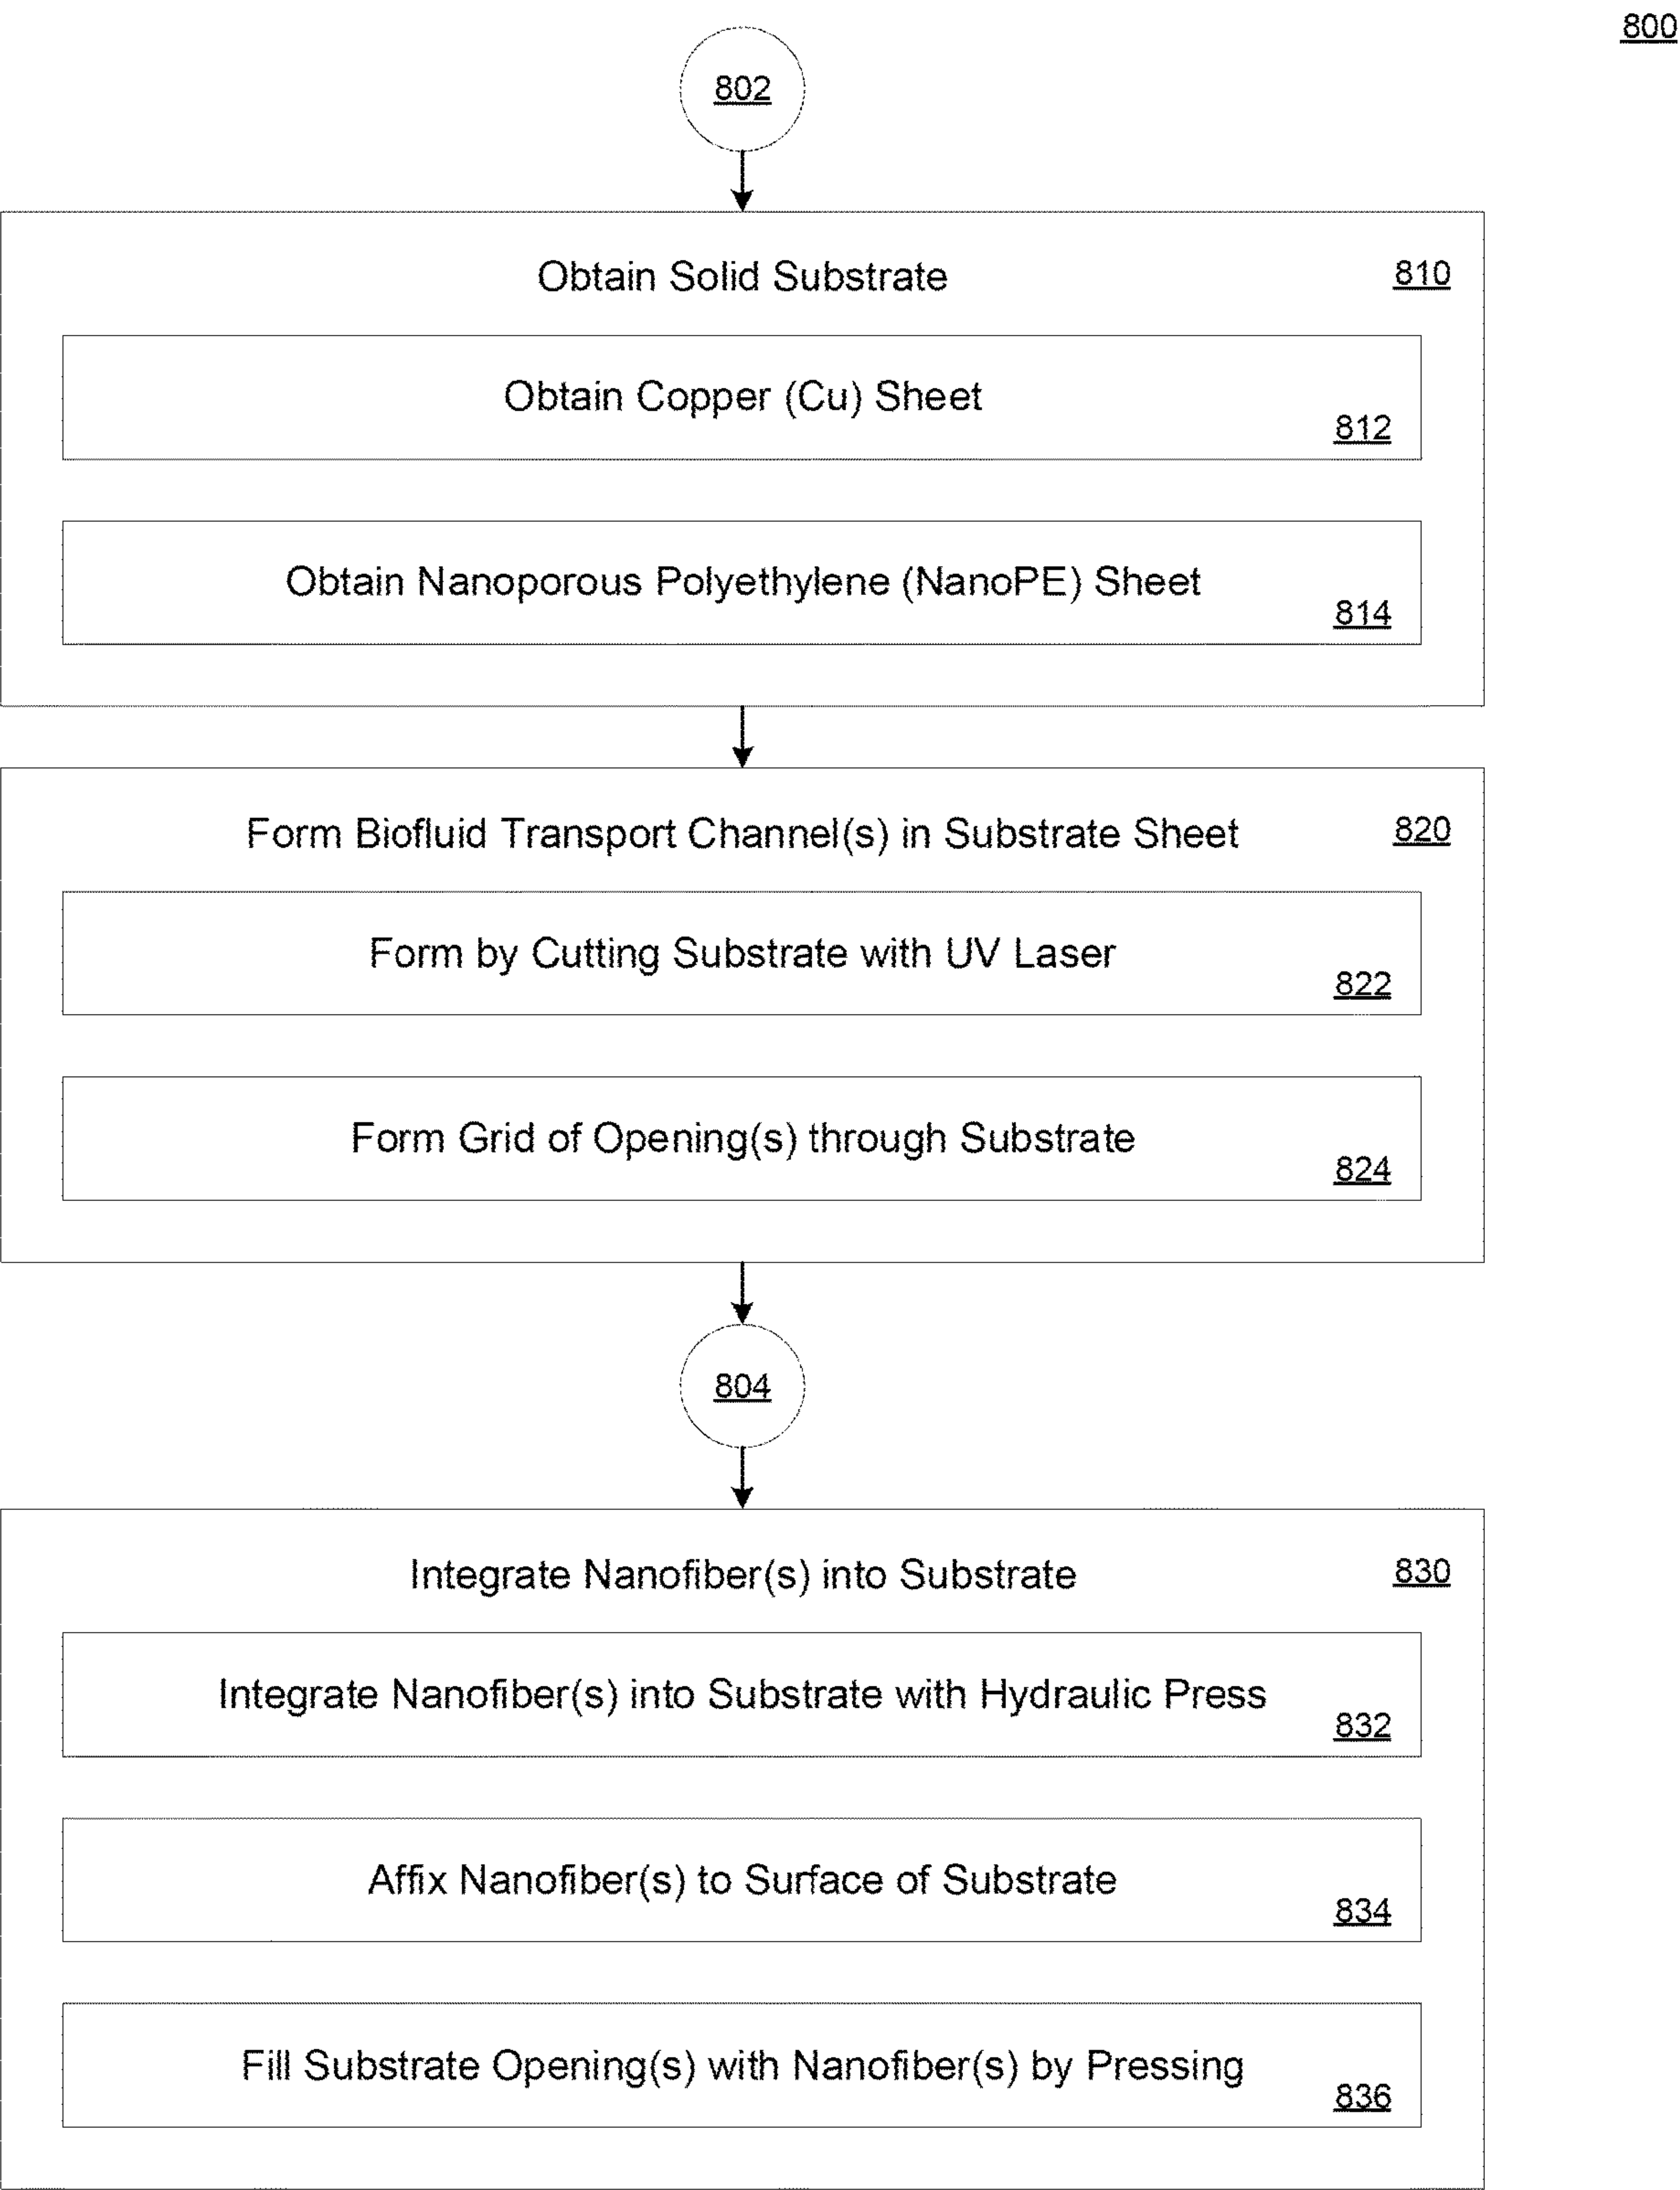 800
802
Obtain Solid Substrate 810
Obtain Copper (Cu) Sheet
812
Obtain Nanoporous Polyethylene (NanoPE) Sheet
814
Form Biofluid Transport Channel(s) in Substrate Sheet 820
Form by Cutting Substrate with UV Laser
822
Form Grid of Opening(s) through Substrate
824
804
Integrate Nanofiber(s) into Substrate 830
Integrate Nanofiber(s) into Substrate with Hydraulic Press
832
Affix Nanofiber(s) to Surface of Substrate
834
Fill Substrate Opening(s) with Nanofiber(s) by Pressing
836